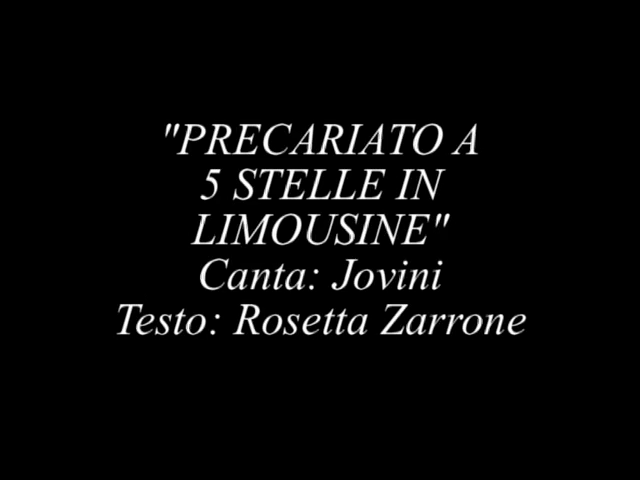 "PRECARIATO A
5 STELLE IN
LIMOUSINE"
Canta: Jovini
Testo: Rosetta Zarrone